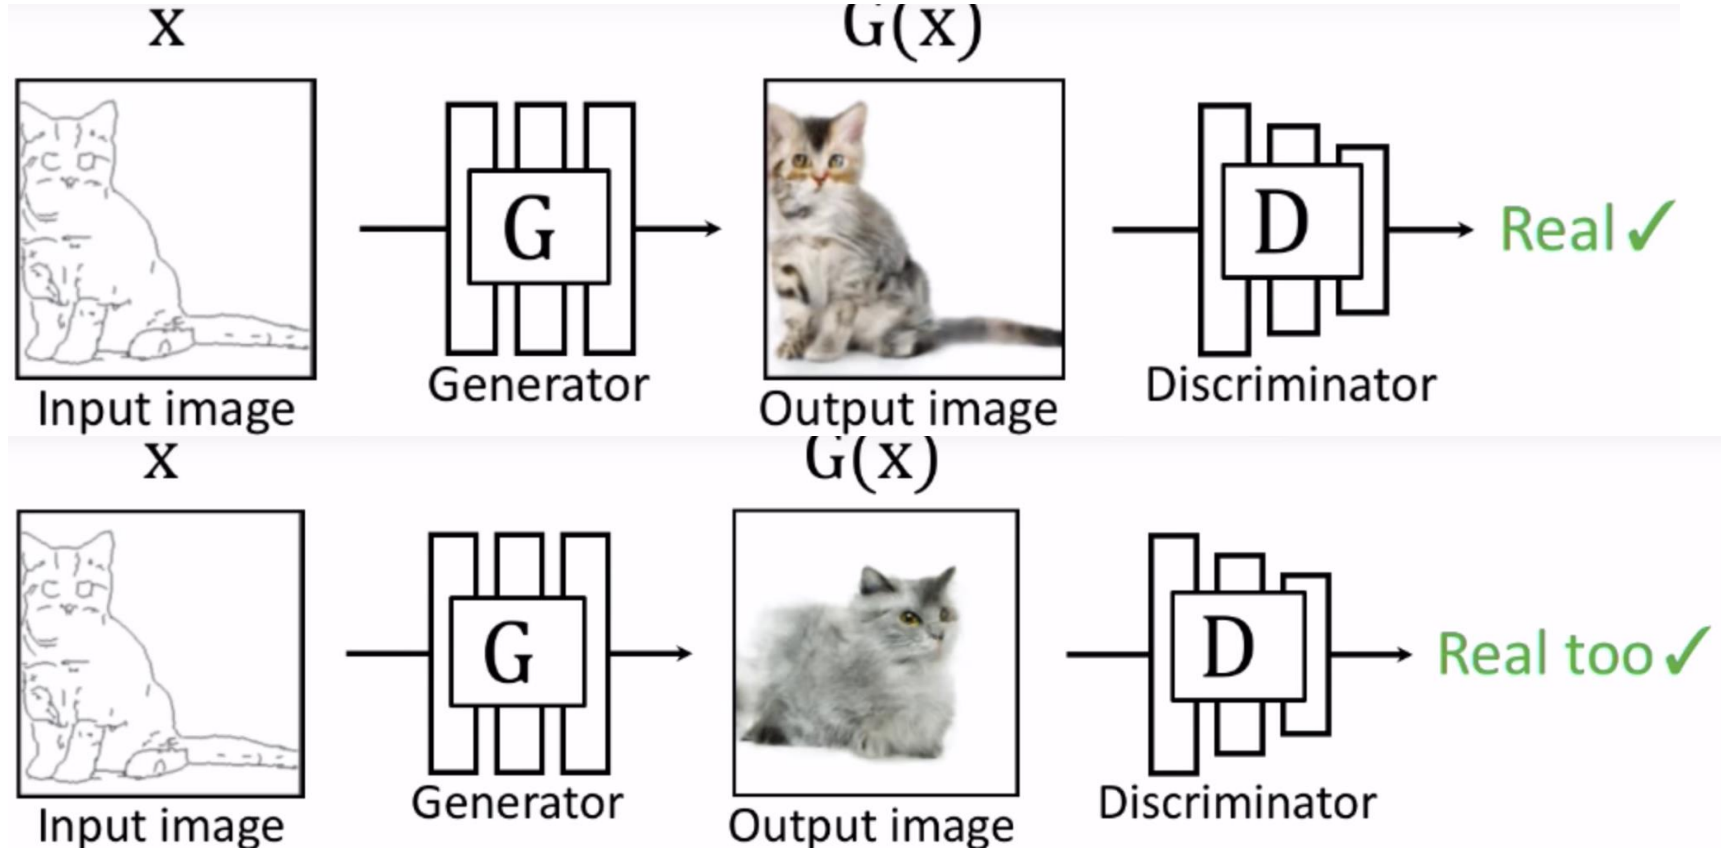 x G(x)
G D Real ✓
Generator Discriminator
Input image Output image
x G(x)
G D Real too ✓
Generator Discriminator
Input image Output image